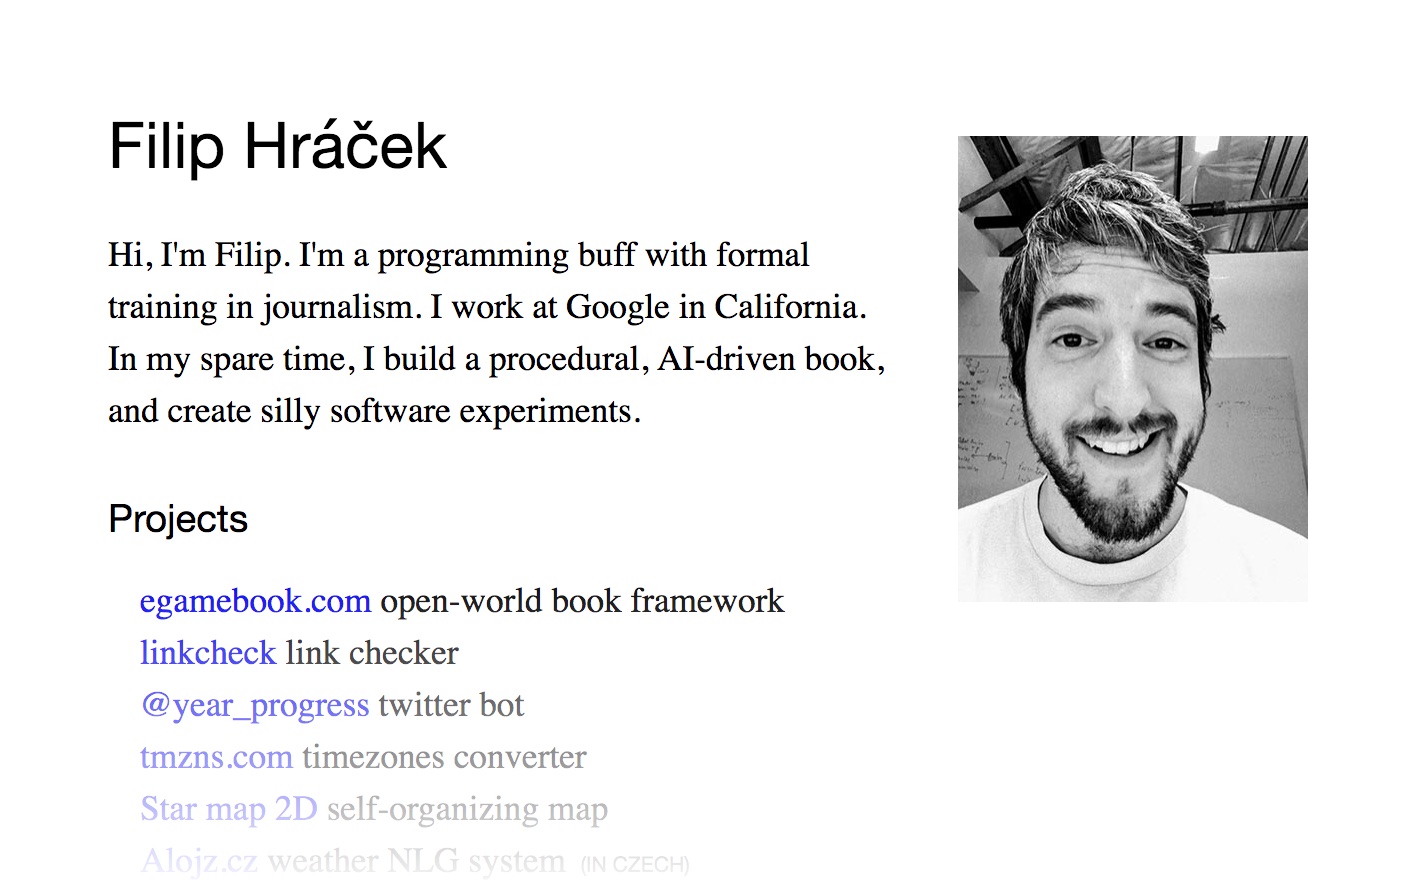 Filip Hráček
Hi, I'm Filip. I'm a programming buff with formal
training in journalism. I work at Google in California.
In my spare time, I build a procedural, AI-driven book,
and create silly software experiments.
Projects
egamebook.com open-world book framework
linkcheck link checker
@year_progress twitter bot
tmzns.com timezones converter
Star map 2D self-organizing map
Alojz.cz weather NLG system (IN CZECH)